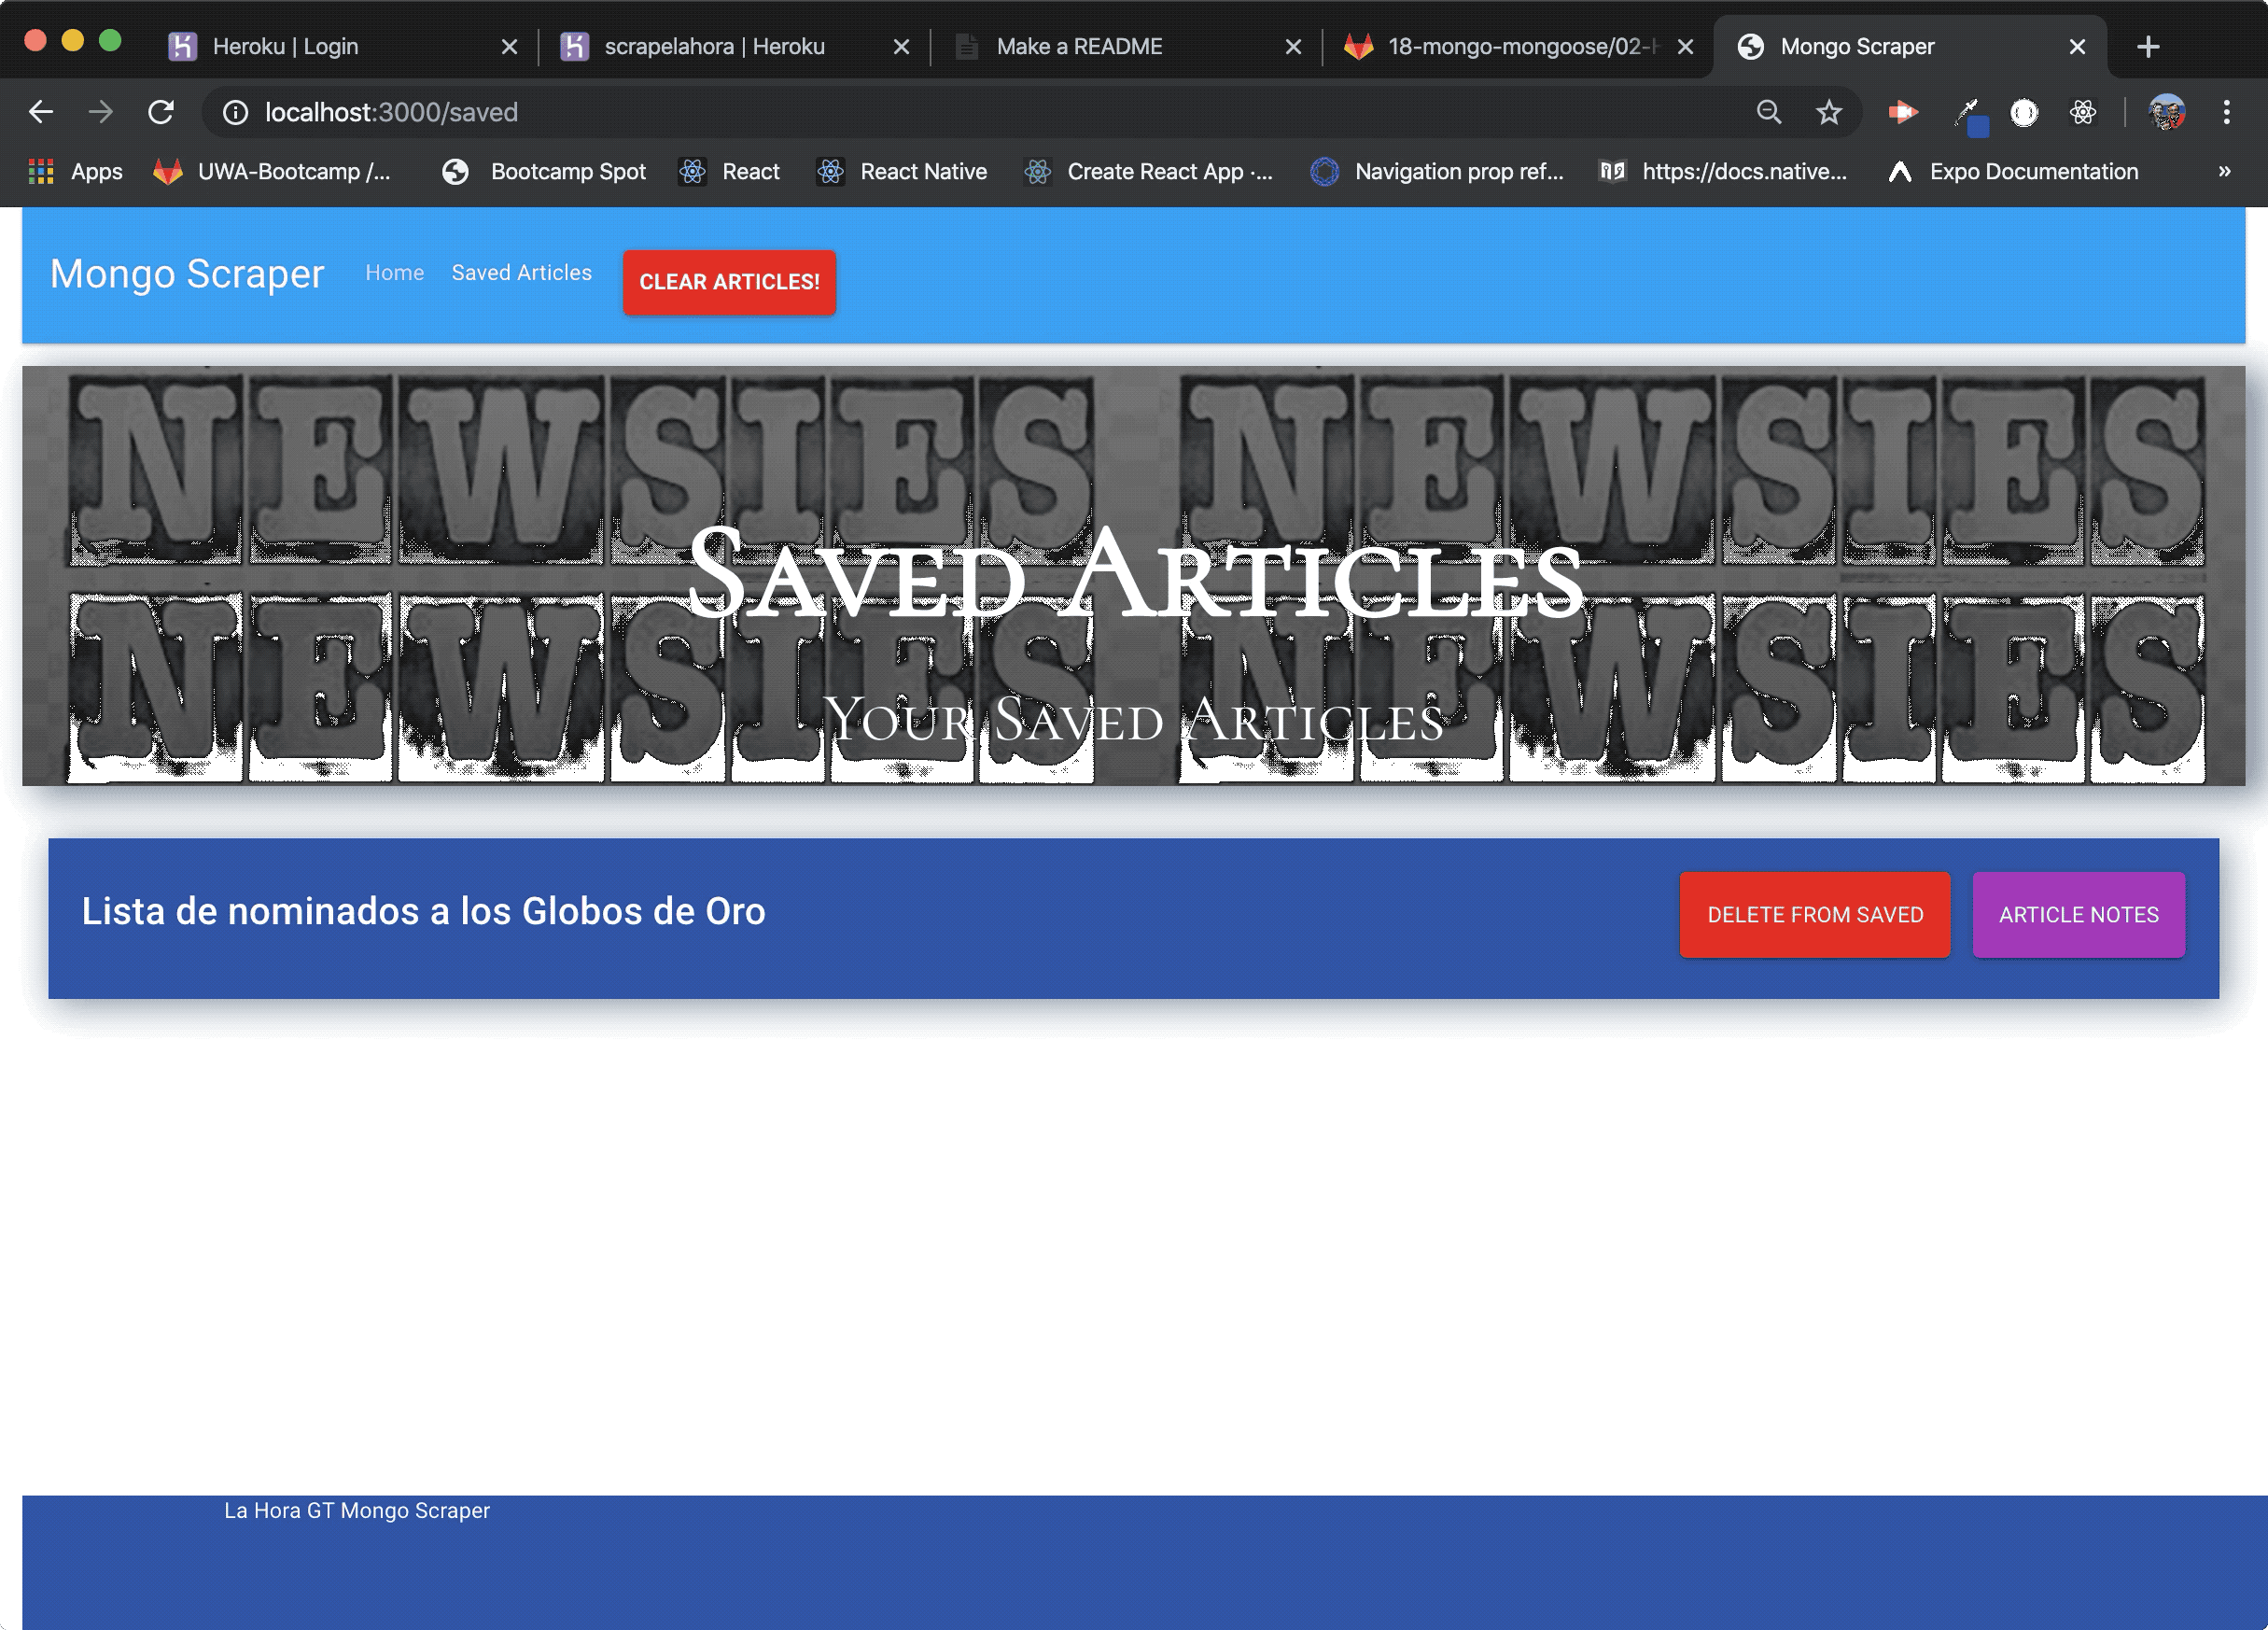 Heroku | Login
scrapelahora | Heroku
Make a README
18-mongo-mongoose/02-H
Mongo Scraper
localhost:3000/saved
Apps
UWA-Bootcamp /...
Bootcamp Spot
React
React Native
Create React App ·...
Navigation prop ref...
https://docs.native...
Expo Documentation
»
Mongo Scraper
Home
Saved Articles
CLEAR ARTICLES!
NEWSIES NEWSIES
Saved Articles
NEWSIES NEWSIES
Your Saved Articles
Lista de nominados a los Globos de Oro
DELETE FROM SAVED
ARTICLE NOTES
La Hora GT Mongo Scraper